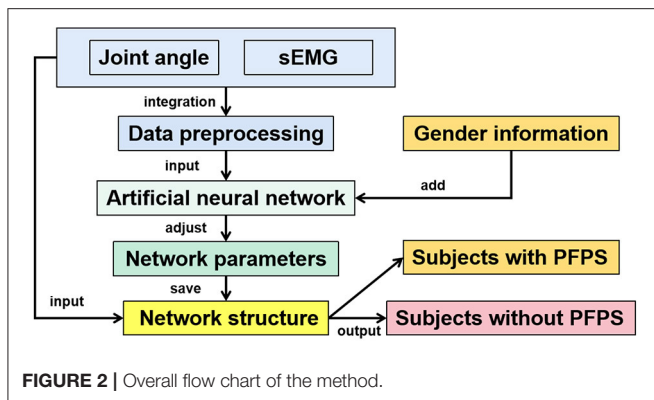 Joint angle
sEMG
integration
Data preprocessing
Gender information
input
add
Artificial neural network
adjust
Network parameters
Subjects with PFPS
save
input
Network structure
output
Subjects without PFPS
FIGURE 2 | Overall flow chart of the method.